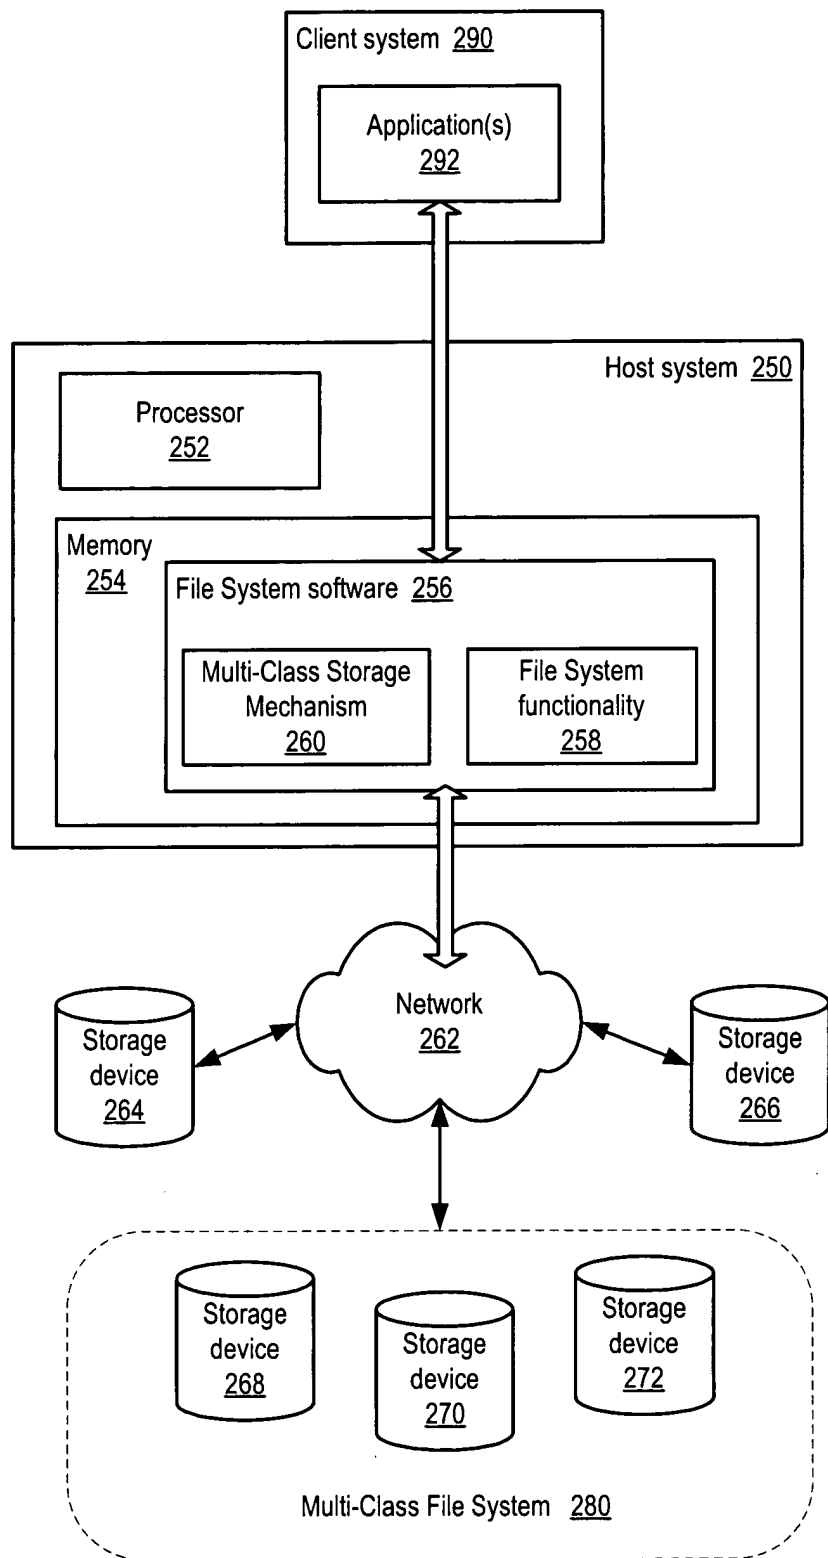 Client system 290
Application(s)
292
Host system 250
Processor
252
Memory
254
File System software 256
Multi-Class Storage
Mechanism
260
File System
functionality
258
Network
262
Storage
device
264
Storage
device
266
Storage
device
268
Storage
device
270
Storage
device
272
Multi-Class File System 280